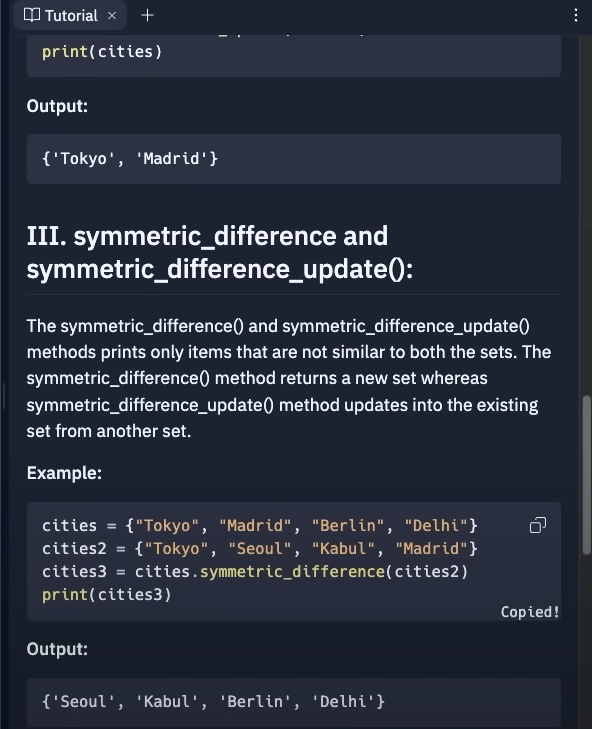 Tutorial
print(cities)
Output:
{'Tokyo', 'Madrid'}
III. symmetric_difference and
symmetric_difference_update():
The symmetric_difference() and symmetric_difference_update()
methods prints only items that are not similar to both the sets. The
symmetric_difference() method returns a new set whereas
symmetric_difference_update() method updates into the existing
set from another set.
Example:
cities = {"Tokyo", "Madrid", "Berlin", "Delhi"}
cities2 = {"Tokyo", "Seoul", "Kabul", "Madrid"}
cities3 = cities.symmetric_difference(cities2)
print(cities3)
Copied!
Output:
{'Seoul', 'Kabul', 'Berlin', 'Delhi'}